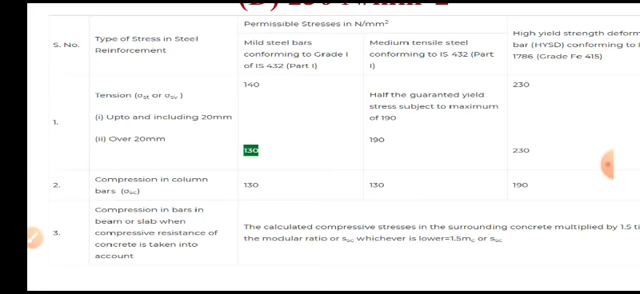 Permissible Stresses in N/mm²
S. No.
Type of Stress in Steel
Reinforcement
Mild steel bars
conforming to Grade I
of IS 432 (Part I)
Medium tensile steel
conforming to IS 432 (Part
I)
High yield strength deform
bar (HYSD) conforming to I
1786 (Grade Fe 415)
1.
Tension (σst or σsv)
(i) Upto and including 20mm
(ii) Over 20mm
140
130
Half the guaranted yield
stress subject to maximum
of 190
190
230
230
2.
Compression in column
bars (σsc)
130
130
190
3.
Compression in bars in
beam or slab when
compressive resistance of
concrete is taken into
account
The calculated compressive stresses in the surrounding concrete multiplied by 1.5 ti
the modular ratio or ssc whichever is lower=1.5mc or ssc